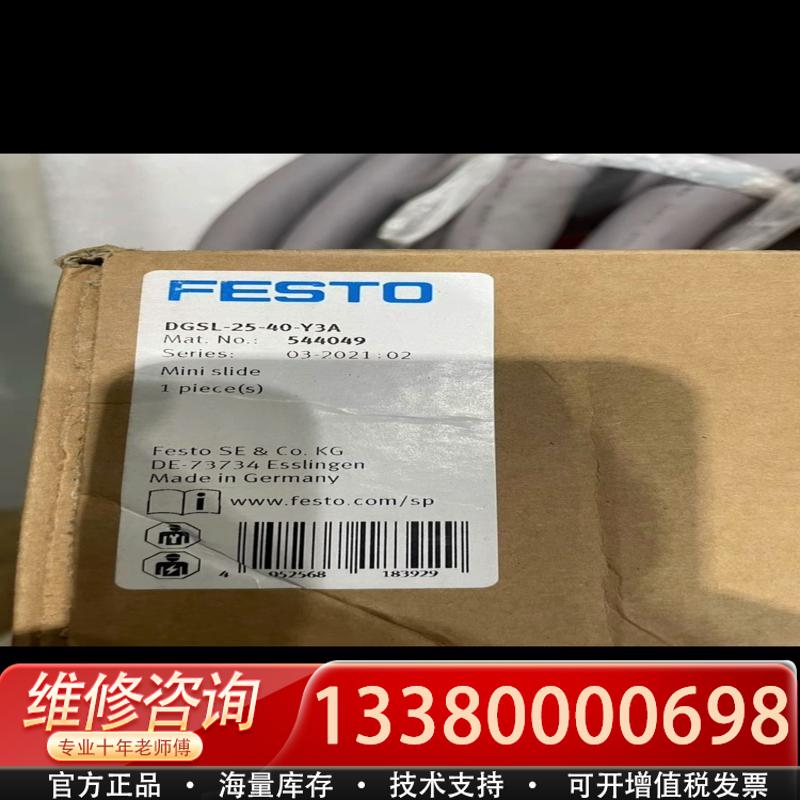 FESTO
DGSL-25-40-Y3A
Mat. No.: 544049
Series: 03-2021:02
Mini slide
1 piece(s)
Festo SE & Co. KG
DE-73734 Esslingen
Made in Germany
www.festo.com/sp
4 052568 183929
维修咨询 13380000698
专业十年老师傅
官方正品 • 海量库存 • 技术支持 • 可开增值税发票